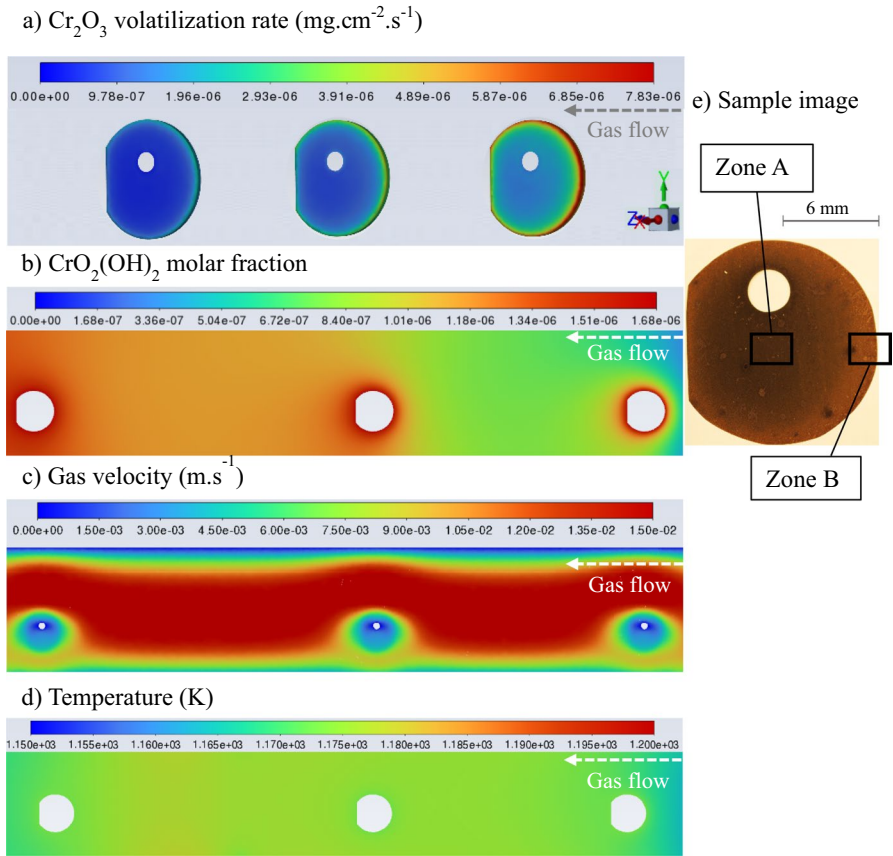 a) Cr₂O₃ volatilization rate (mg.cm⁻².s⁻¹)
0.00e+00 9.78e-07 1.96e-06 2.93e-06 3.91e-06 4.89e-06 5.87e-06 6.85e-06 7.83e-06
Gas flow
Y
Z X
b) CrO₂(OH)₂ molar fraction
0.00e+00 1.68e-07 3.36e-07 5.04e-07 6.72e-07 8.40e-07 1.01e-06 1.18e-06 1.34e-06 1.51e-06 1.68e-06
Gas flow
c) Gas velocity (m.s⁻¹)
0.00e+00 1.50e-03 3.00e-03 4.50e-03 6.00e-03 7.50e-03 9.00e-03 1.05e-02 1.20e-02 1.35e-02 1.50e-02
Gas flow
d) Temperature (K)
1.150e+03 1.155e+03 1.160e+03 1.165e+03 1.170e+03 1.175e+03 1.180e+03 1.185e+03 1.190e+03 1.195e+03 1.200e+03
Gas flow
e) Sample image
Zone A
6 mm
Zone B